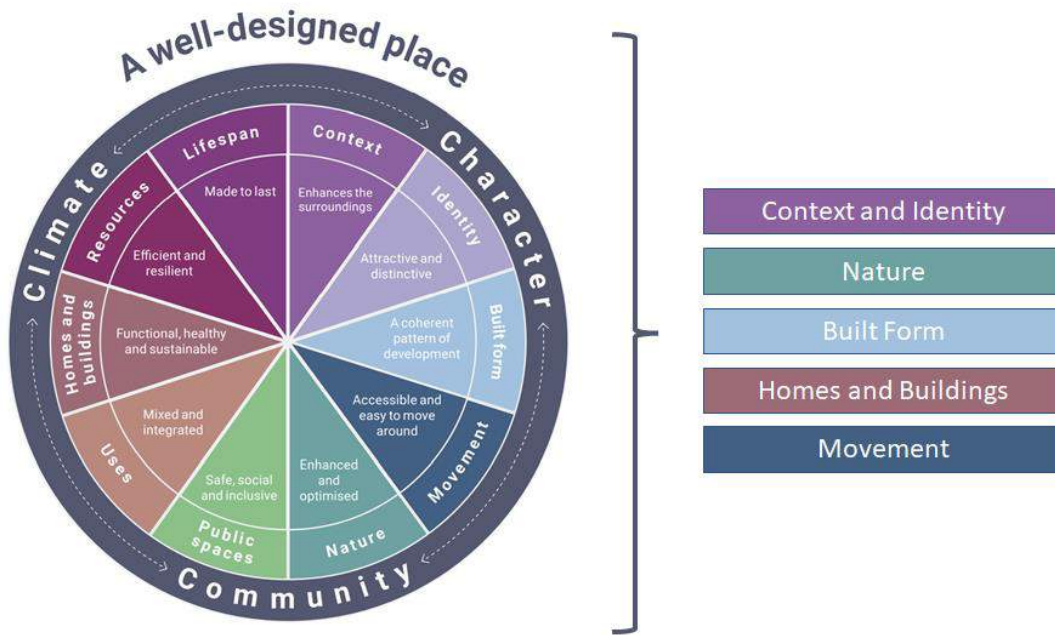 A well-designed place
Climate
Character
Community
Lifespan
Made to last
Context
Enhances the
surroundings
Identity
Attractive and
distinctive
Built form
A coherent
pattern of
development
Movement
Accessible and
easy to move
around
Nature
Enhanced
and
optimised
Public
spaces
Safe, social
and inclusive
Uses
Mixed and
integrated
Homes and
buildings
Functional, healthy
and sustainable
Resources
Efficient and
resilient
Context and Identity
Nature
Built Form
Homes and Buildings
Movement